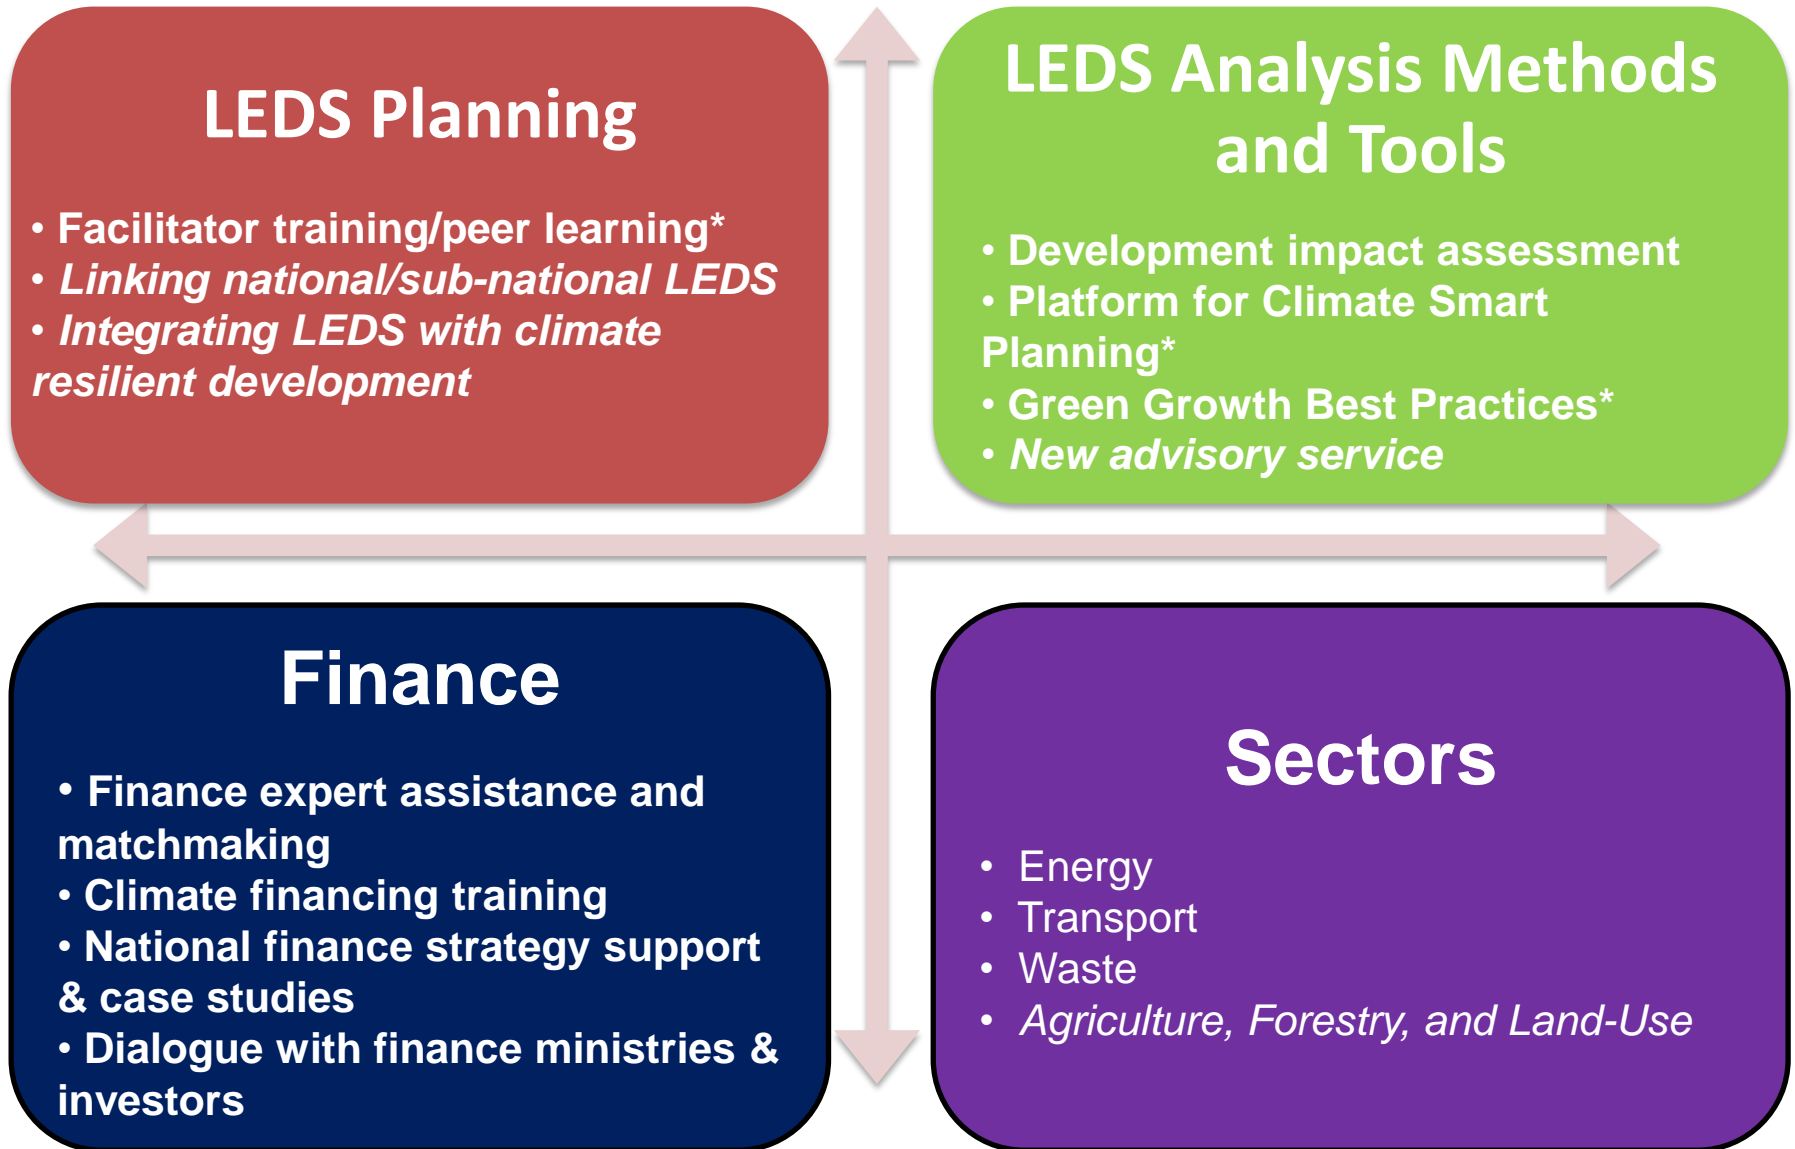 LEDS Planning
• Facilitator training/peer learning*
• Linking national/sub-national LEDS
• Integrating LEDS with climate
resilient development
LEDS Analysis Methods
and Tools
• Development impact assessment
• Platform for Climate Smart
Planning*
• Green Growth Best Practices*
• New advisory service
Finance
• Finance expert assistance and
matchmaking
• Climate financing training
• National finance strategy support
& case studies
• Dialogue with finance ministries &
investors
Sectors
• Energy
• Transport
• Waste
• Agriculture, Forestry, and Land-Use